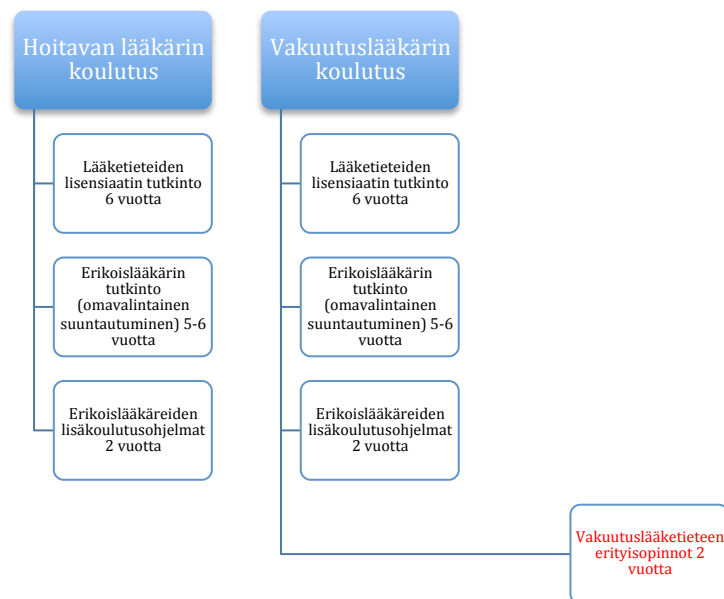 Hoitavan lääkärin
koulutus
Lääketieteiden
lisensiaatin tutkinto
6 vuotta
Erikoislääkärin
tutkinto
(omavalintainen
suuntautuminen) 5-6
vuotta
Erikoislääkäreiden
lisäkoulutusohjelmat
2 vuotta
Vakuutuslääkärin
koulutus
Lääketieteiden
lisensiaatin tutkinto
6 vuotta
Erikoislääkärin
tutkinto
(omavalintainen
suuntautuminen) 5-6
vuotta
Erikoislääkäreiden
lisäkoulutusohjelmat
2 vuotta
Vakuutuslääketieteen
erityisopinnot 2
vuotta